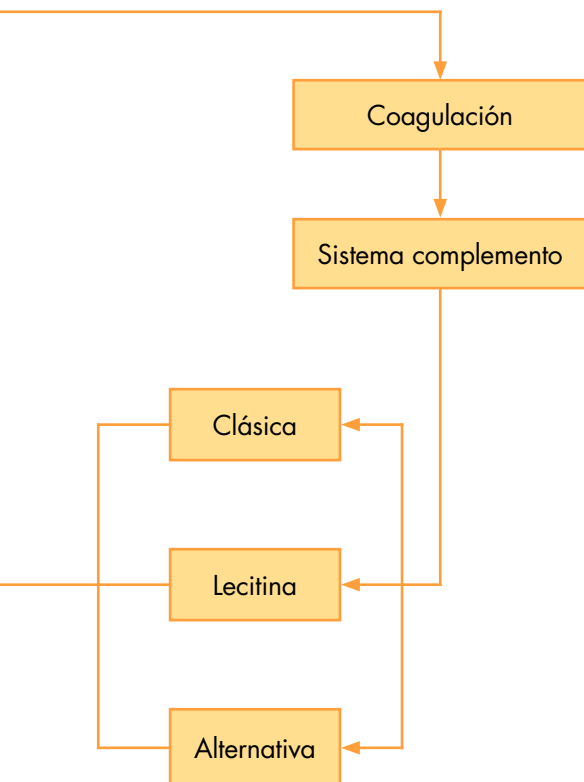 Coagulación
Sistema complemento
Clásica
Lecitina
Alternativa